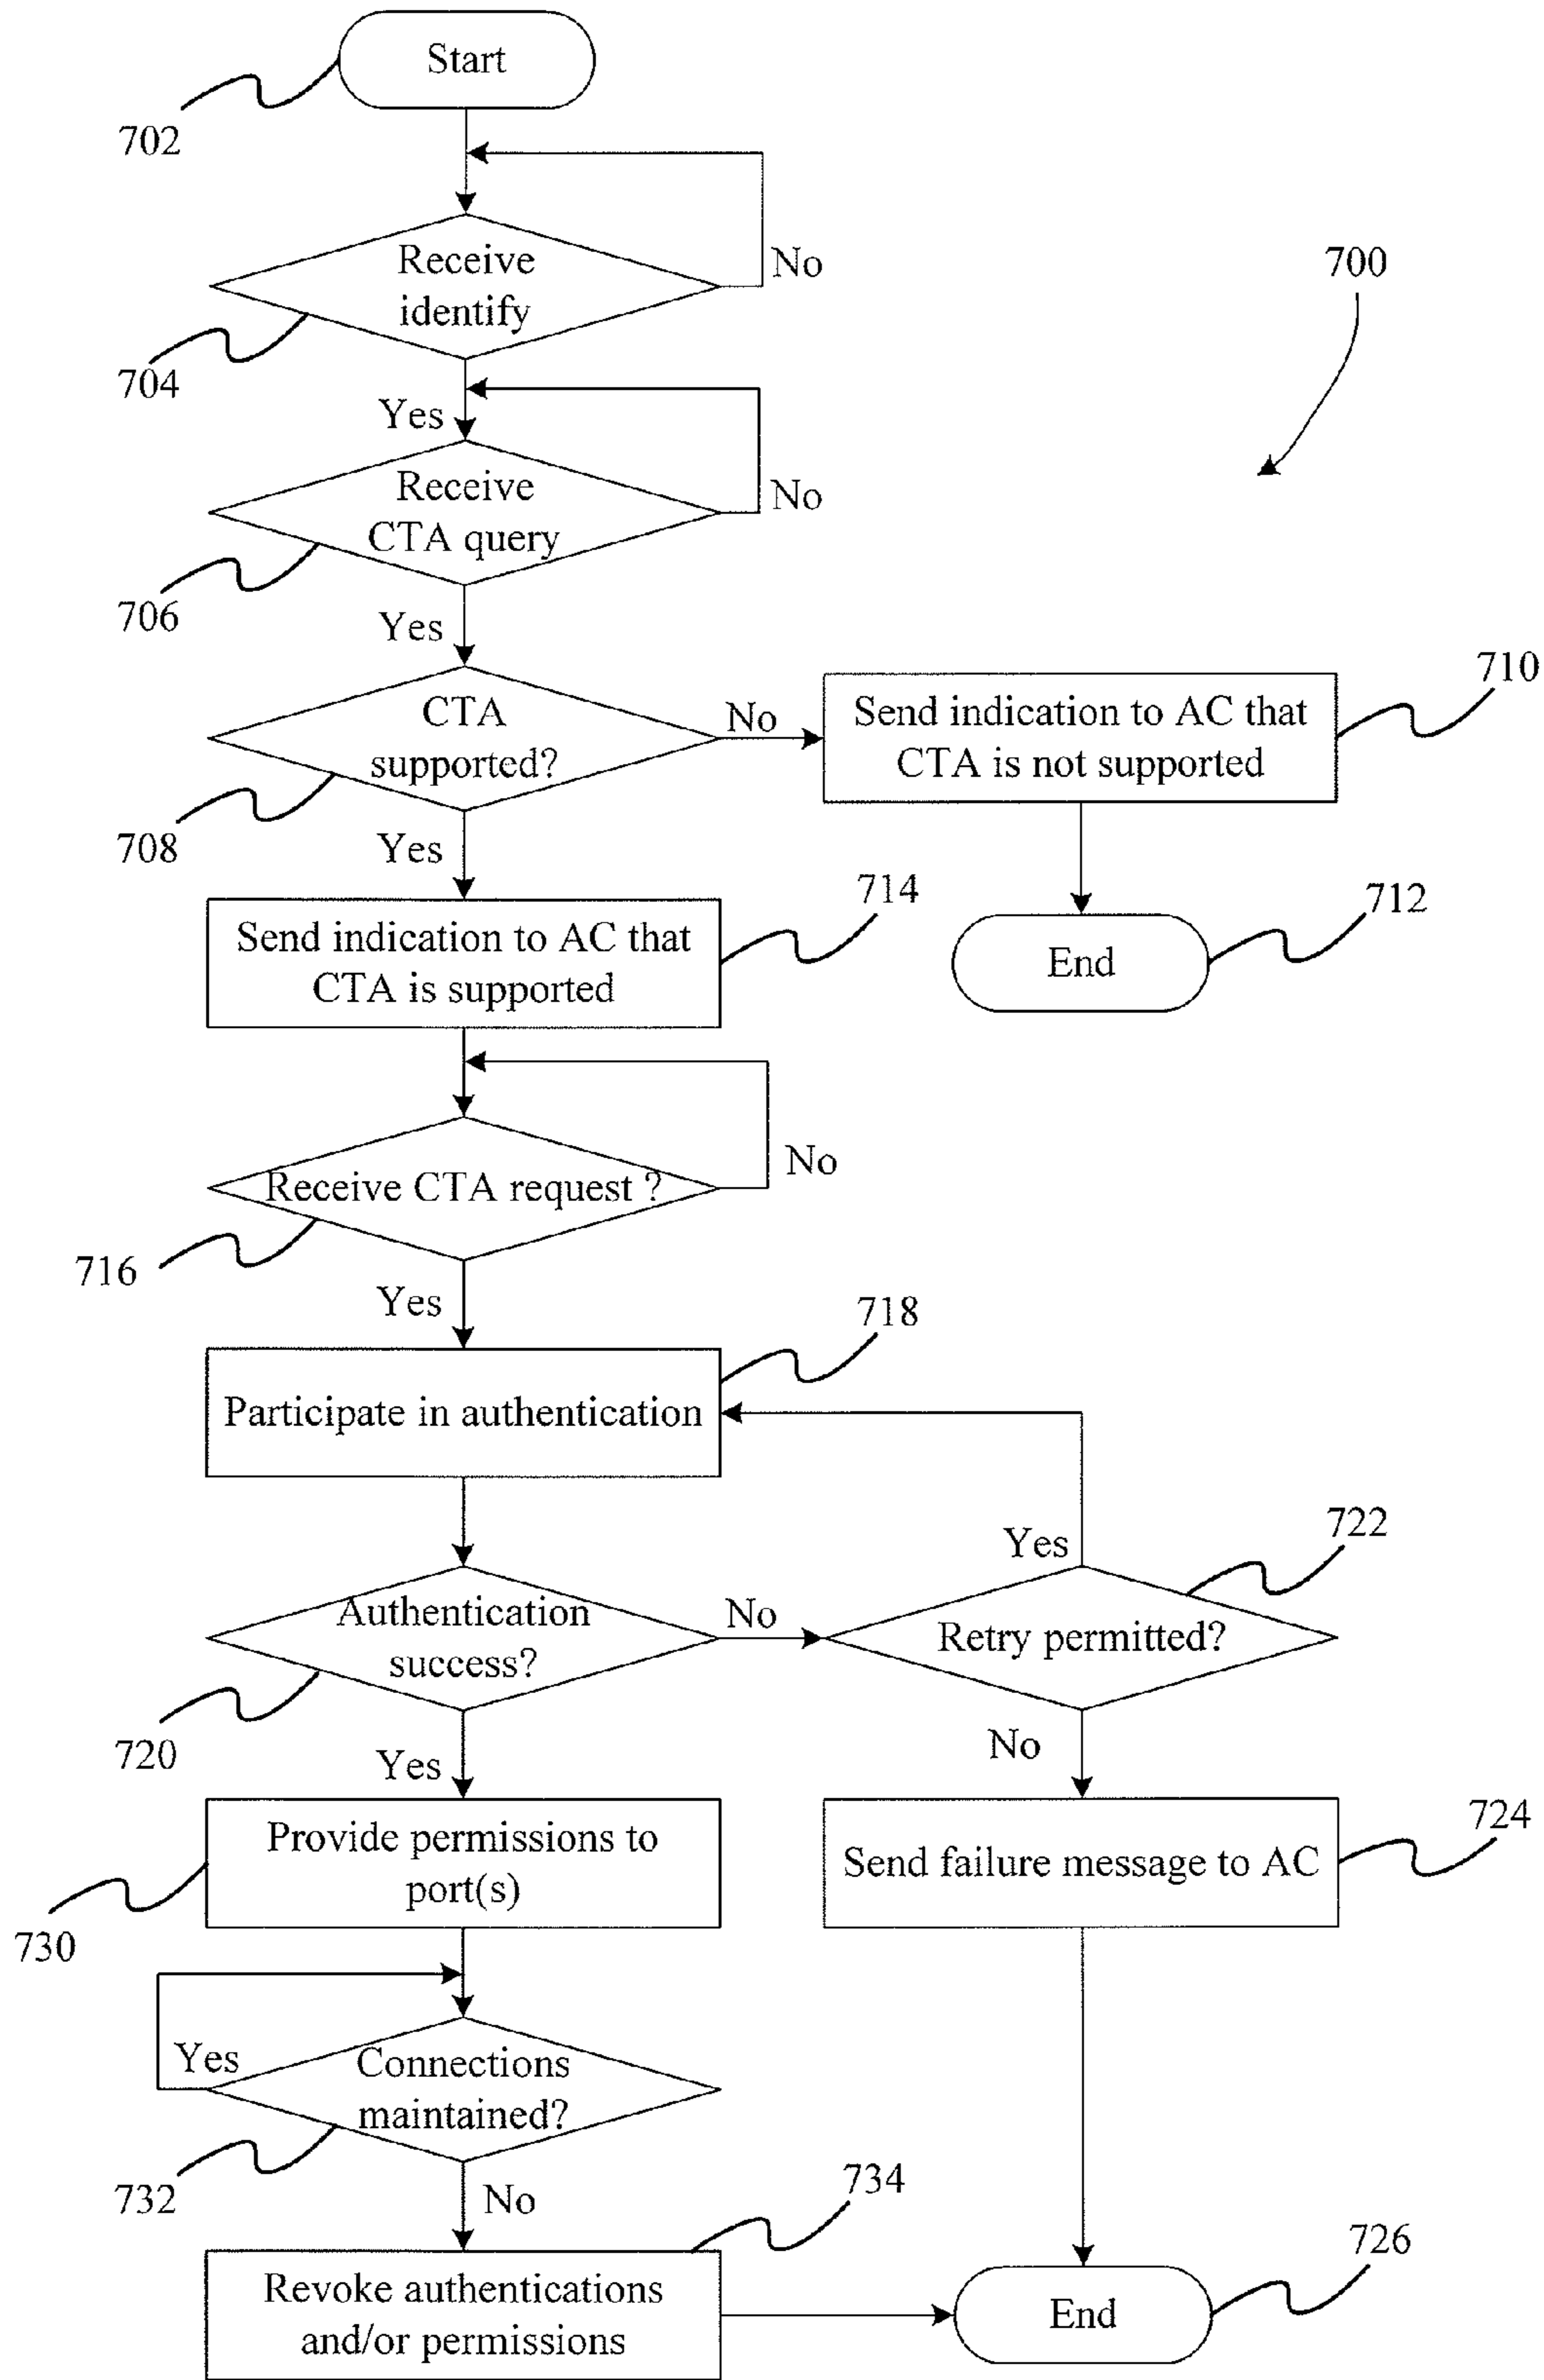 Start
702
Receive
identify
No
704
700
Yes
Receive
CTA query
No
706
Yes
CTA
supported?
No
708
Send indication to AC that
CTA is not supported
710
Yes
Send indication to AC that
CTA is supported
714
End
712
Receive CTA request ?
No
716
Yes
718
Participate in authentication
Authentication
success?
No
720
Yes
722
Retry permitted?
Yes
No
Provide permissions to
port(s)
730
Send failure message to AC
724
Yes
Connections
maintained?
732
No
734
Revoke authentications
and/or permissions
End
726